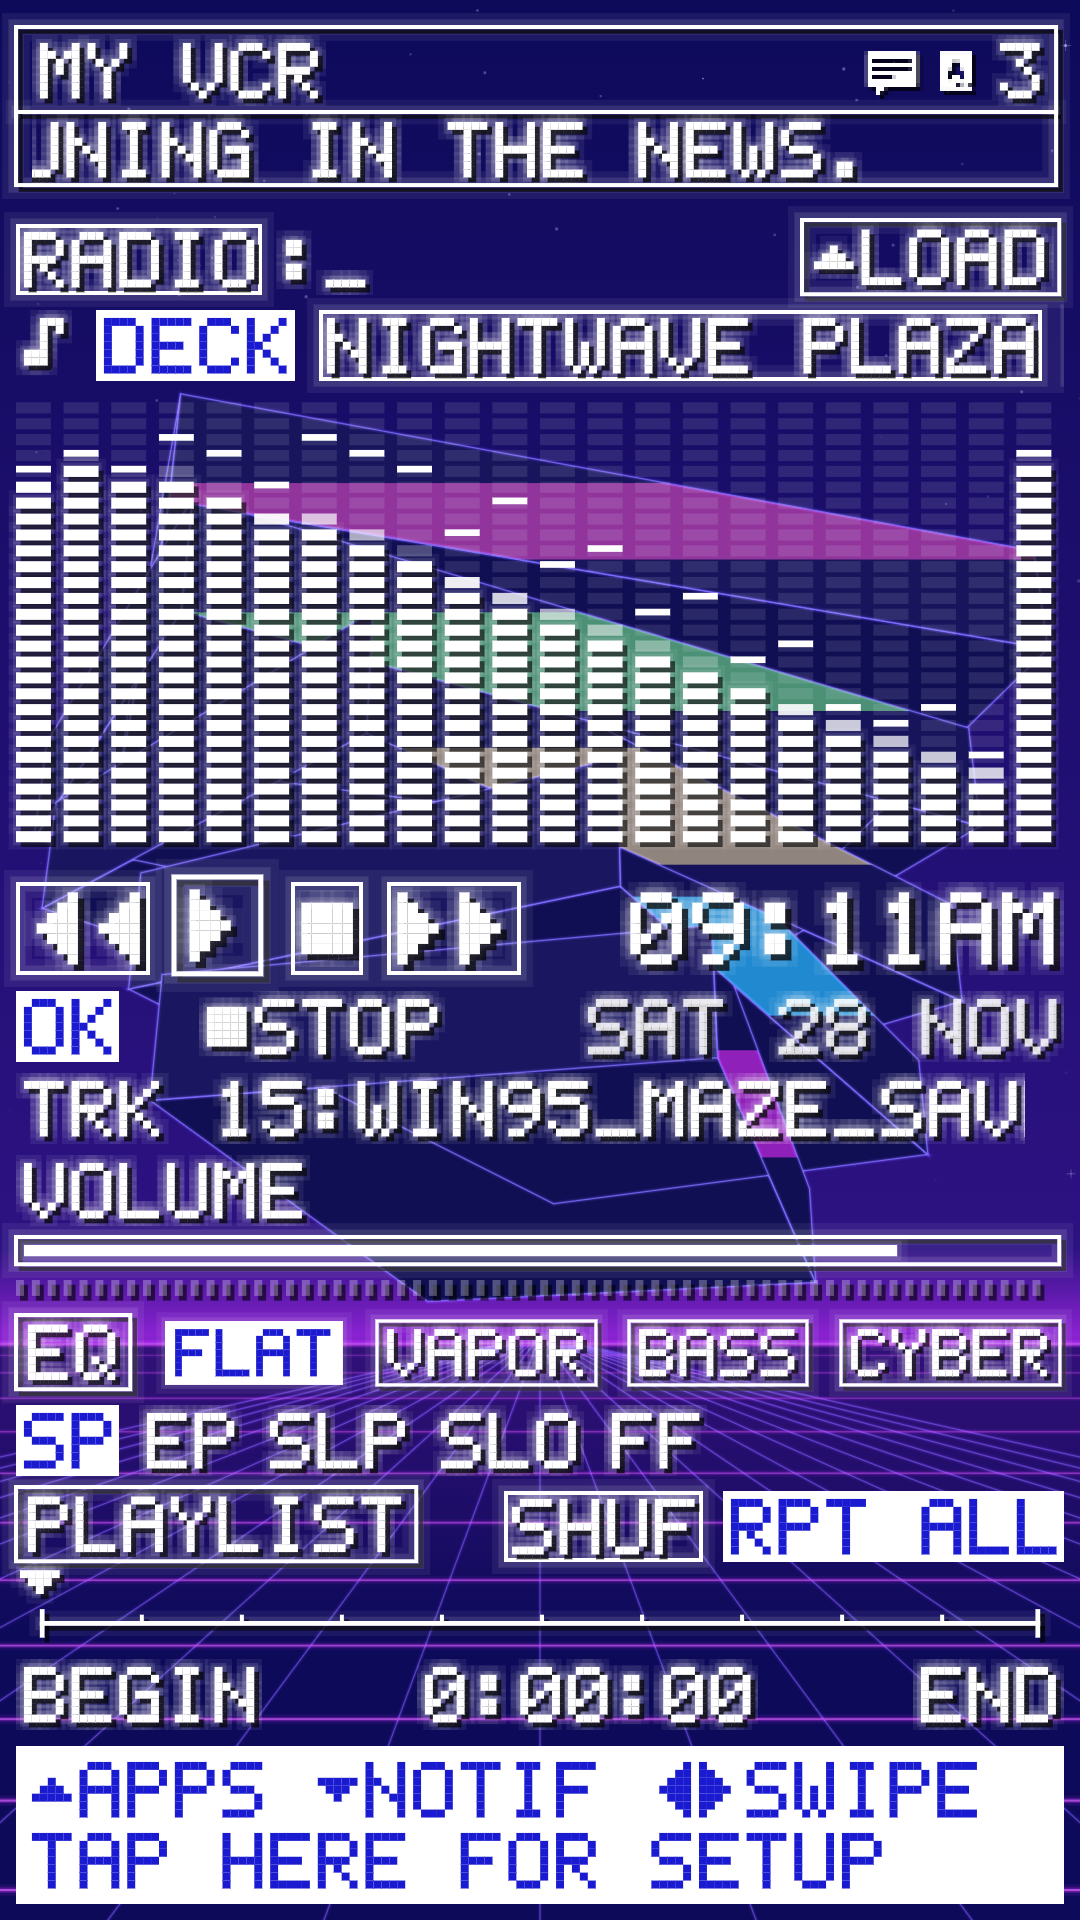 MY VCR 3
NING IN THE NEWS.
RADIO:_ ▲LOAD
♪ DECK NIGHTWAVE PLAZA
09:11AM
OK ■STOP SAT 28 NOV
TRK 15:WIN95_MAZE_SAV
VOLUME
EQ FLAT VAPOR BASS CYBER
SP EP SLP SLO FF
PLAYLIST SHUF RPT ALL
BEGIN 0:00:00 END
▲APPS ▼NOTIF ◀▶SWIPE
TAP HERE FOR SETUP